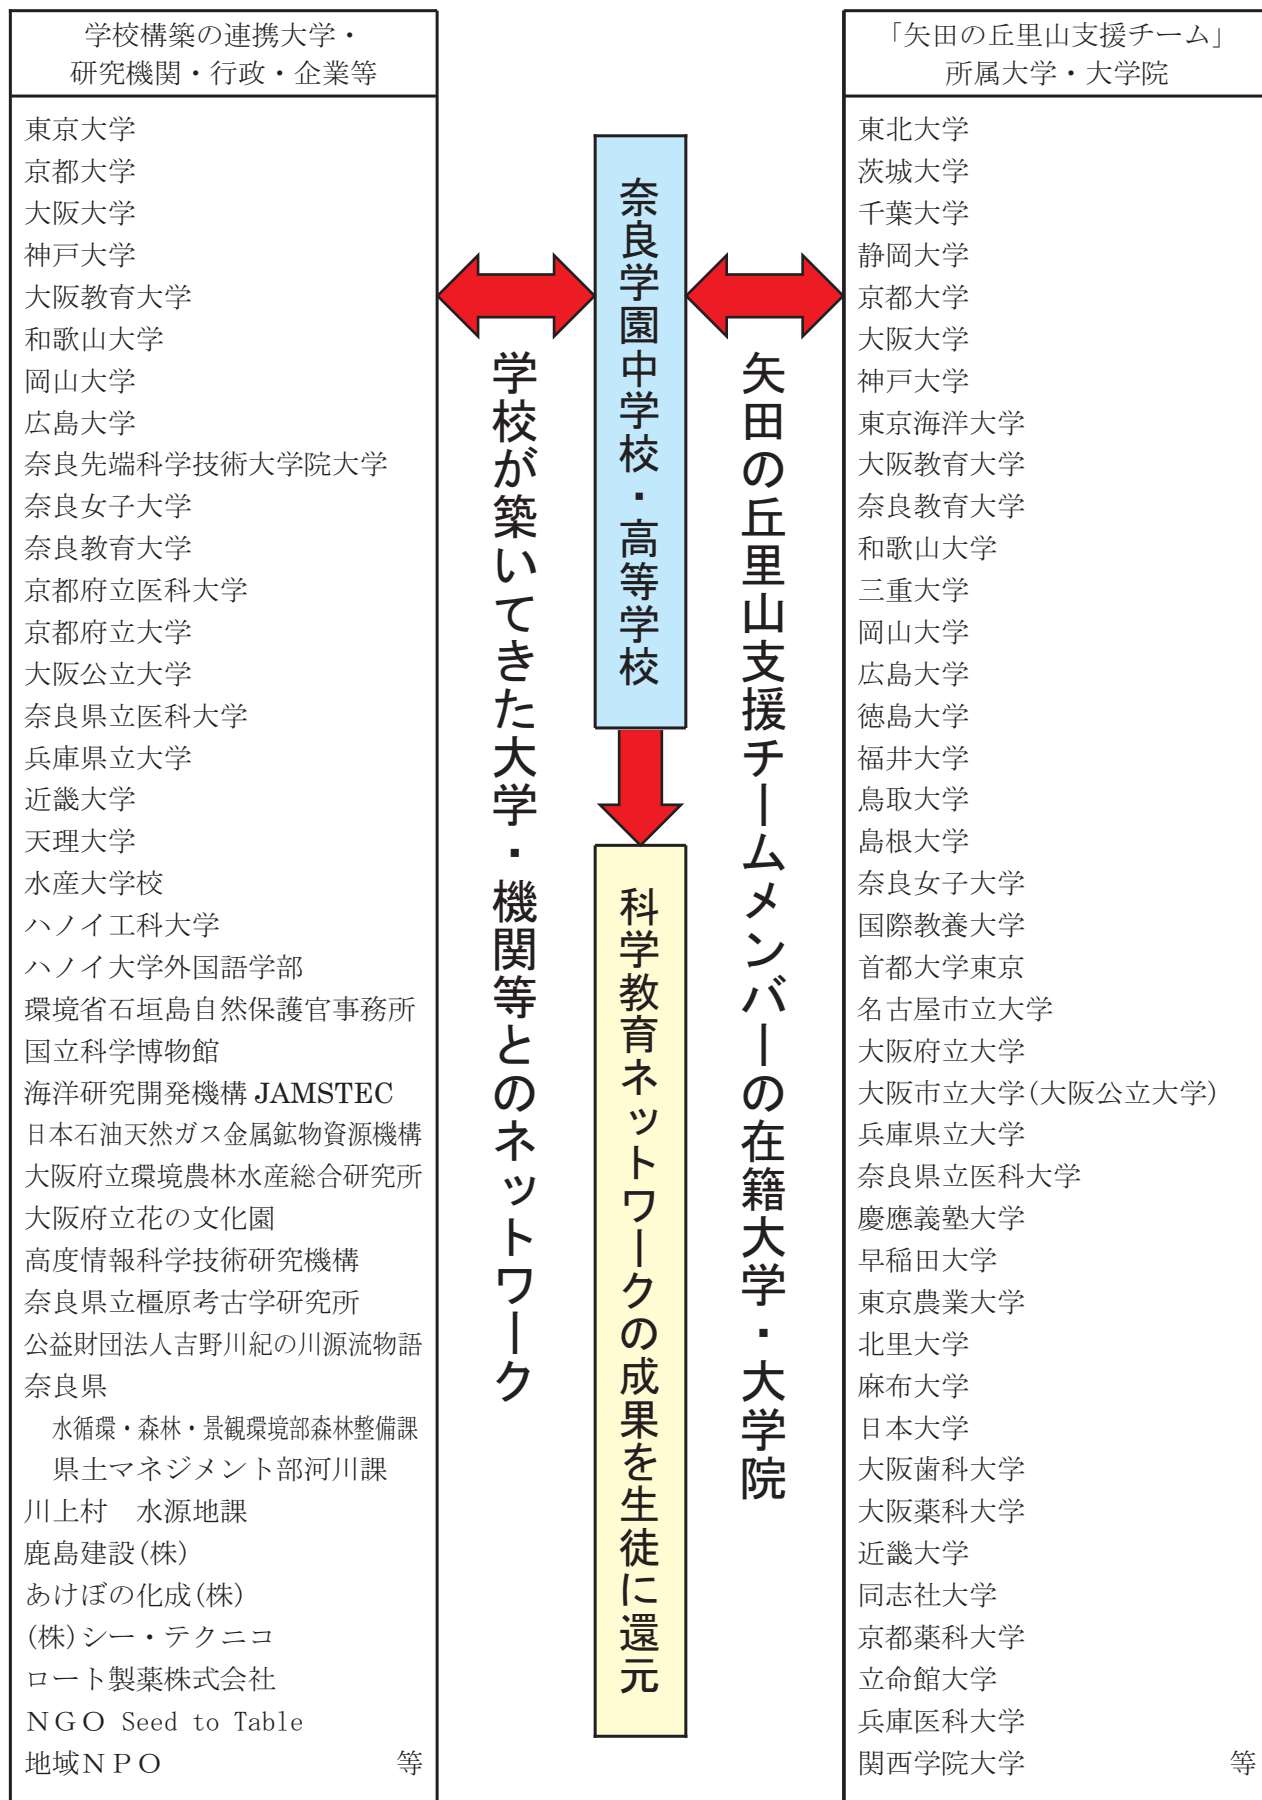 学校構築の連携大学・
研究機関・行政・企業等
東京大学
京都大学
大阪大学
神戸大学
大阪教育大学
和歌山大学
岡山大学
広島大学
奈良先端科学技術大学院大学
奈良女子大学
奈良教育大学
京都府立医科大学
京都府立大学
大阪公立大学
奈良県立医科大学
兵庫県立大学
近畿大学
天理大学
水産大学校
ハノイ工科大学
ハノイ大学外国語学部
環境省石垣島自然保護官事務所
国立科学博物館
海洋研究開発機構 JAMSTEC
日本石油天然ガス金属鉱物資源機構
大阪府立環境農林水産総合研究所
大阪府立花の文化園
高度情報科学技術研究機構
奈良県立橿原考古学研究所
公益財団法人吉野川紀の川源流物語
奈良県
水循環・森林・景観環境部森林整備課
県土マネジメント部河川課
川上村　水源地課
鹿島建設(株)
あけぼの化成(株)
(株)シー・テクニコ
ロート製薬株式会社
ＮＧＯ Seed to Table
地域ＮＰＯ　等
学校が築いてきた大学・機関等とのネットワーク
奈良学園中学校・高等学校
科学教育ネットワークの成果を生徒に還元
矢田の丘里山支援チームメンバーの在籍大学・大学院
「矢田の丘里山支援チーム」
所属大学・大学院
東北大学
茨城大学
千葉大学
静岡大学
京都大学
大阪大学
神戸大学
東京海洋大学
大阪教育大学
奈良教育大学
和歌山大学
三重大学
岡山大学
広島大学
徳島大学
福井大学
鳥取大学
島根大学
奈良女子大学
国際教養大学
首都大学東京
名古屋市立大学
大阪府立大学
大阪市立大学(大阪公立大学)
兵庫県立大学
奈良県立医科大学
慶應義塾大学
早稲田大学
東京農業大学
北里大学
麻布大学
日本大学
大阪歯科大学
大阪薬科大学
近畿大学
同志社大学
京都薬科大学
立命館大学
兵庫医科大学
関西学院大学　等